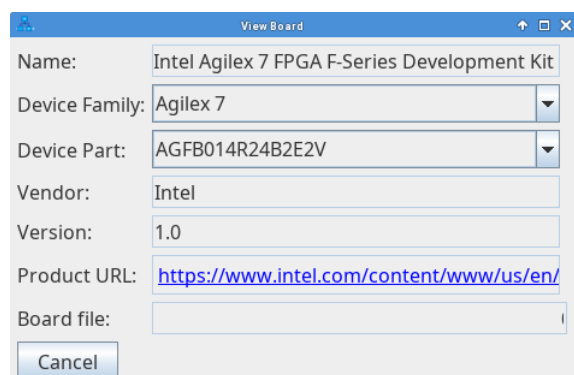 View Board
Name: Intel Agilex 7 FPGA F-Series Development Kit
Device Family: Agilex 7
Device Part: AGFB014R24B2E2V
Vendor: Intel
Version: 1.0
Product URL: https://www.intel.com/content/www/us/en/
Board file:
Cancel